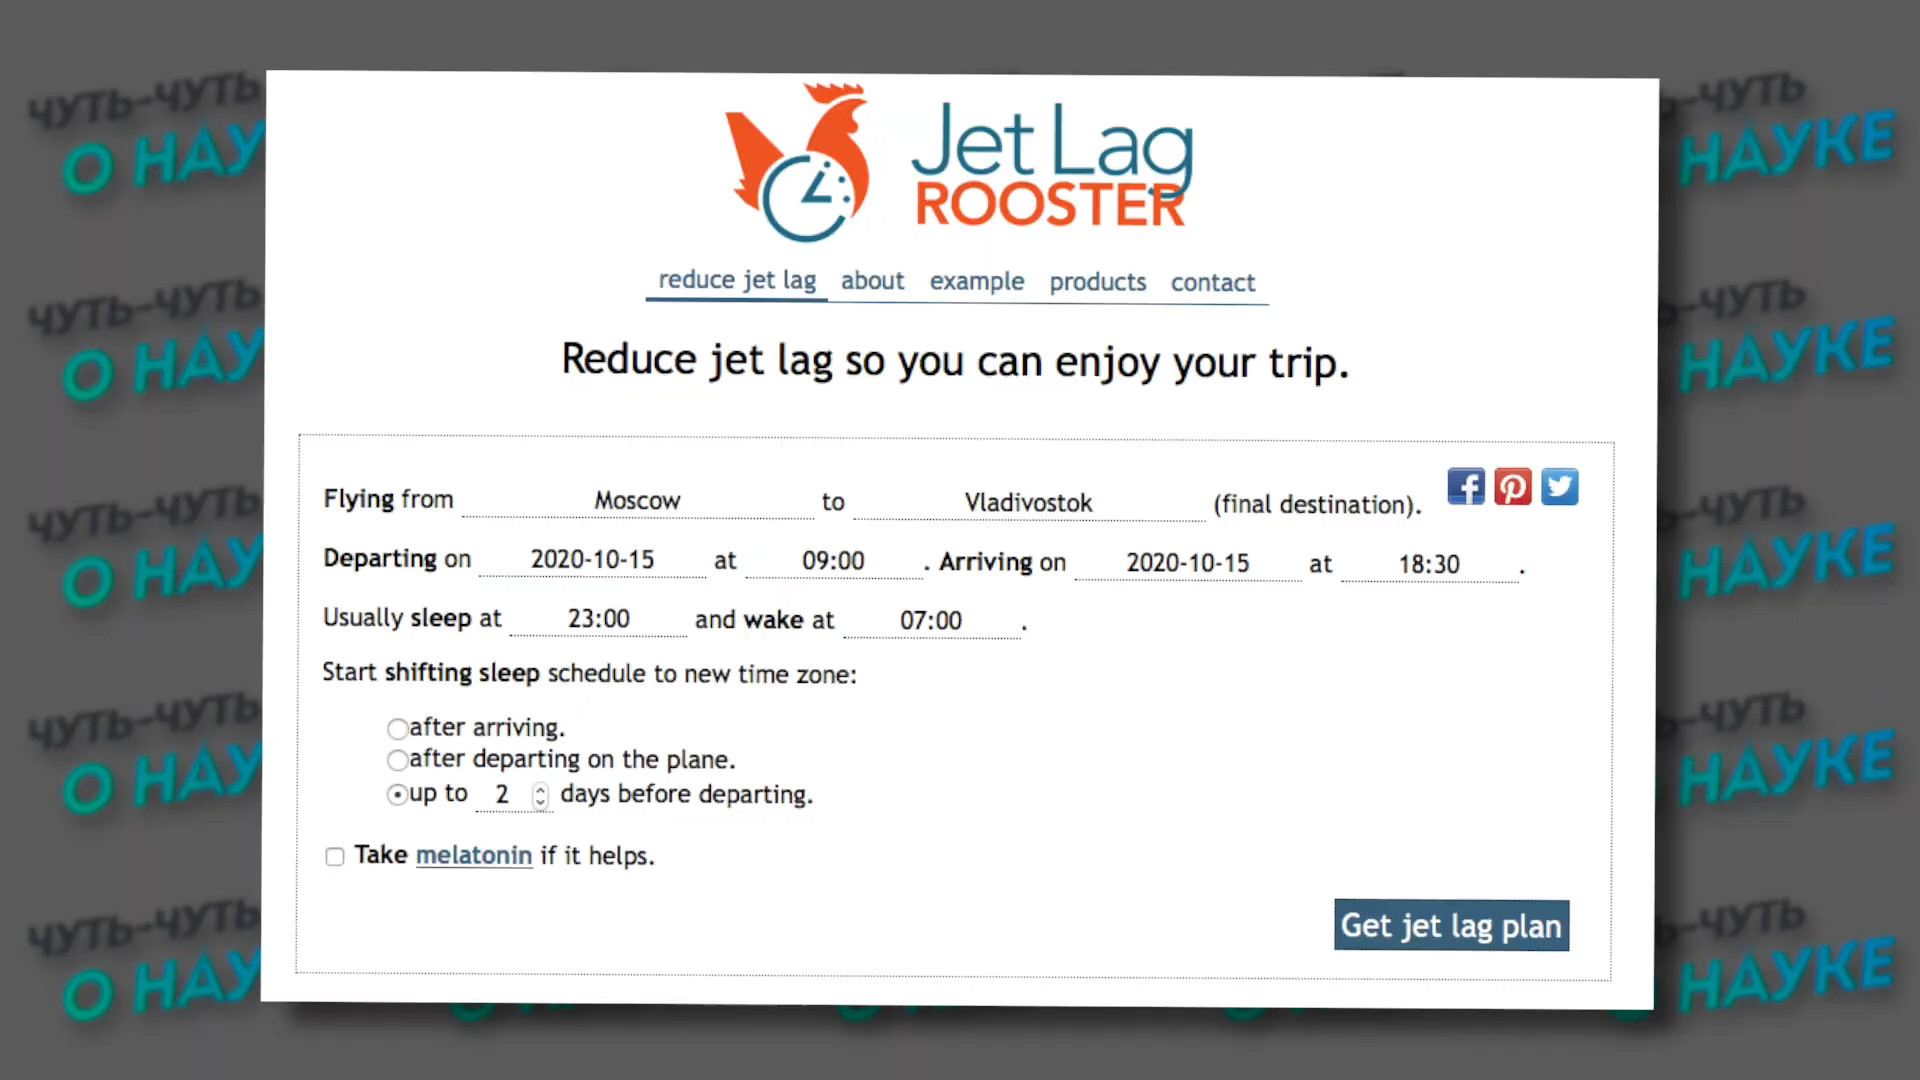 ЧУТЬ-ЧУТЬ
О НАУКЕ
Jet Lag
ROOSTER
reduce jet lag about example products contact
Reduce jet lag so you can enjoy your trip.
Flying from Moscow to Vladivostok (final destination).
Departing on 2020-10-15 at 09:00 . Arriving on 2020-10-15 at 18:30 .
Usually sleep at 23:00 and wake at 07:00 .
Start shifting sleep schedule to new time zone:
after arriving.
after departing on the plane.
up to 2 days before departing.
Take melatonin if it helps.
Get jet lag plan